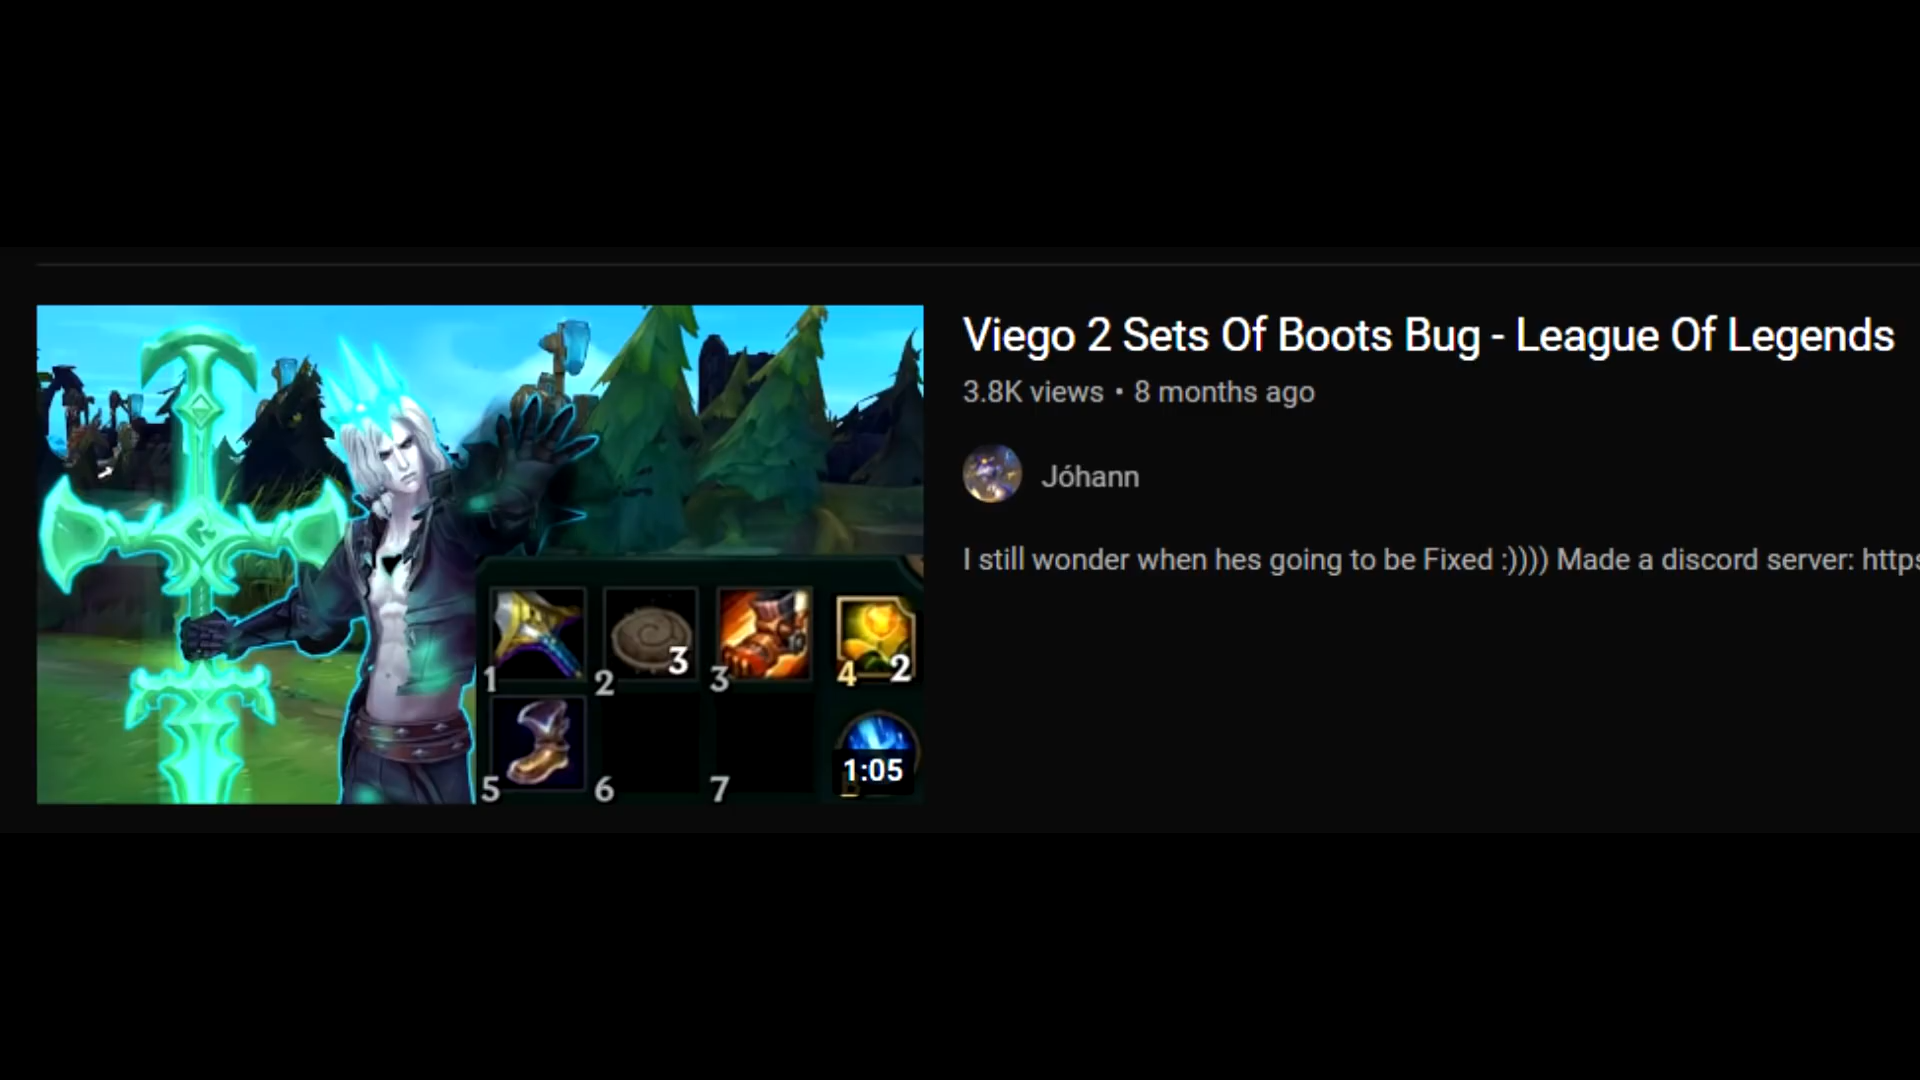 Viego 2 Sets Of Boots Bug - League Of Legends
3.8K views • 8 months ago
Jóhann
I still wonder when hes going to be Fixed :)))) Made a discord server: https
1 2 3 3 4 2
5 6 7 1:05